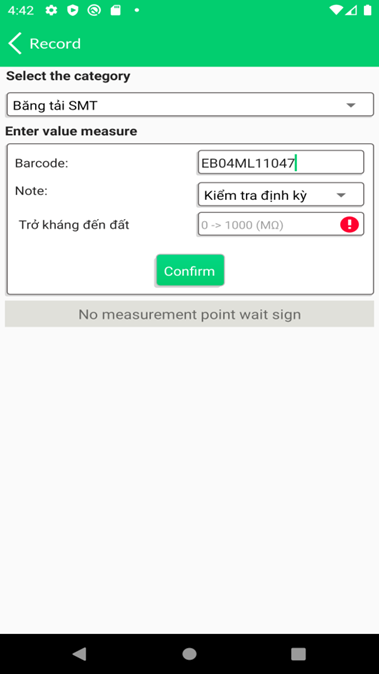 4:42
Record
Select the category
Băng tải SMT
Enter value measure
Barcode: EB04ML11047
Note: Kiểm tra định kỳ
Trở kháng đến đất 0 -> 1000 (MΩ)
Confirm
No measurement point wait sign